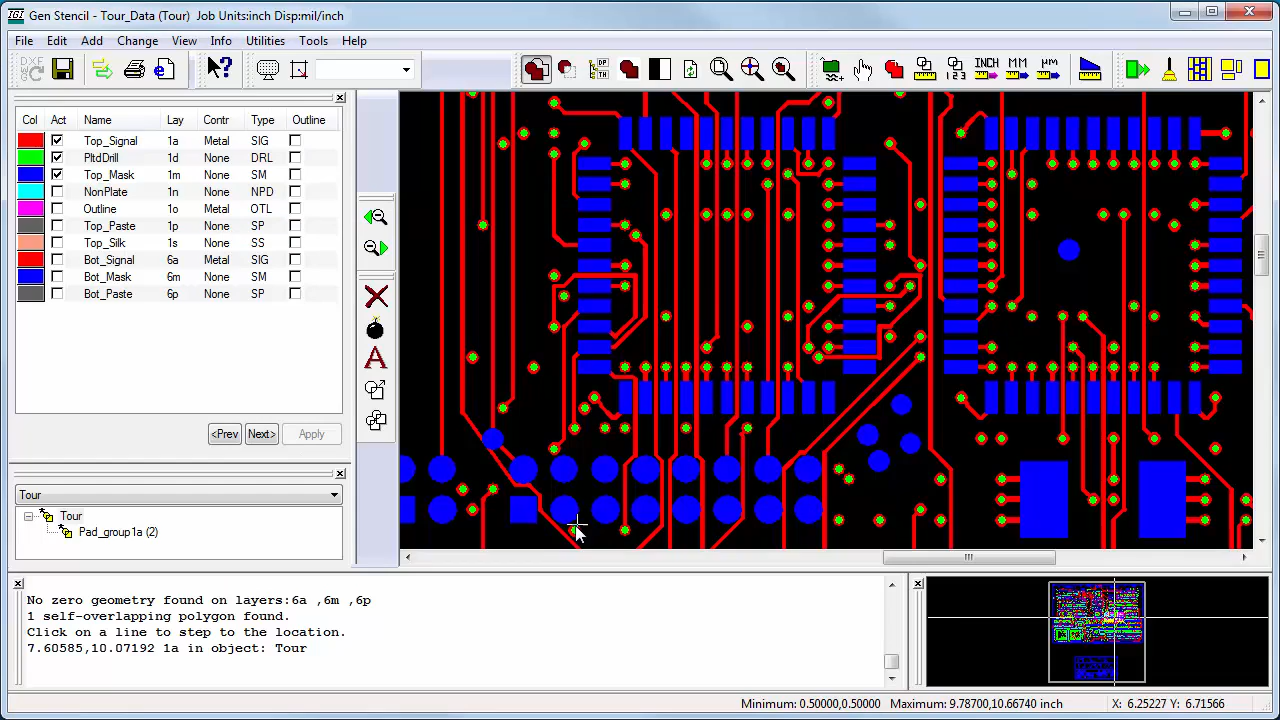 Gen Stencil - Tour_Data (Tour) Job Units:inch Disp:mil/inch
File Edit Add Change View Info Utilities Tools Help
DXF
WC
DP
TH
123
INCH
MM
µM
Col Act Name Lay Contr Type Outline
Top_Signal 1a Metal SIG
PltdDrill 1d None DRL
Top_Mask 1m None SM
NonPlate 1n None NPD
Outline 1o Metal OTL
Top_Paste 1p None SP
Top_Silk 1s None SS
Bot_Signal 6a Metal SIG
Bot_Mask 6m None SM
Bot_Paste 6p None SP
<Prev Next> Apply
Tour
Tour
Pad_group1a (2)
No zero geometry found on layers:6a ,6m ,6p
1 self-overlapping polygon found.
Click on a line to step to the location.
7.60585,10.07192 1a in object: Tour
Minimum: 0.50000,0.50000 Maximum: 9.78700,10.66740 inch X: 6.25227 Y: 6.71566